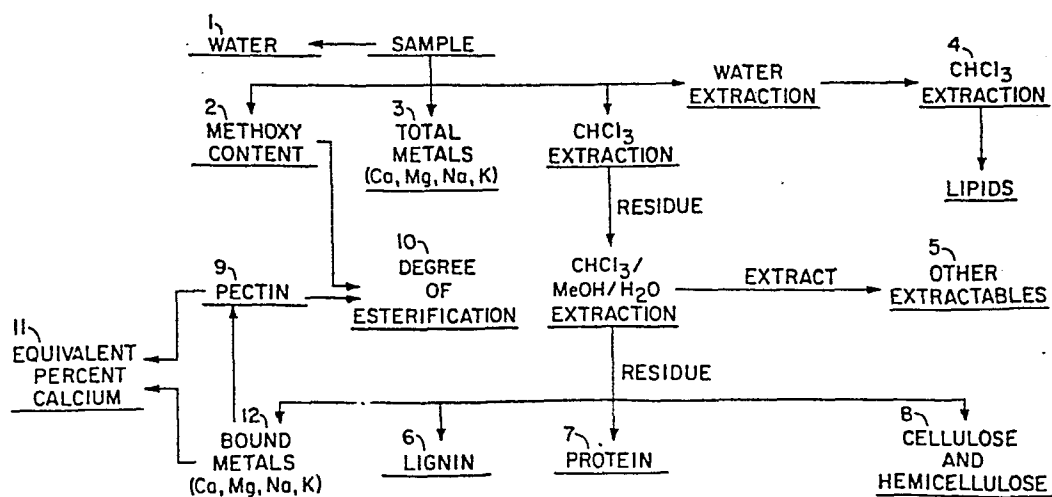 1
WATER
SAMPLE
2
METHOXY
CONTENT
3
TOTAL
METALS
(Ca, Mg, Na, K)
CHCl3
EXTRACTION
WATER
EXTRACTION
4
CHCl3
EXTRACTION
LIPIDS
RESIDUE
9
PECTIN
10
DEGREE
OF
ESTERIFICATION
CHCl3/
MeOH/H2O
EXTRACTION
EXTRACT
5
OTHER
EXTRACTABLES
11
EQUIVALENT
PERCENT
CALCIUM
RESIDUE
12
BOUND
METALS
(Ca, Mg, Na, K)
6
LIGNIN
7
PROTEIN
8
CELLULOSE
AND
HEMICELLULOSE